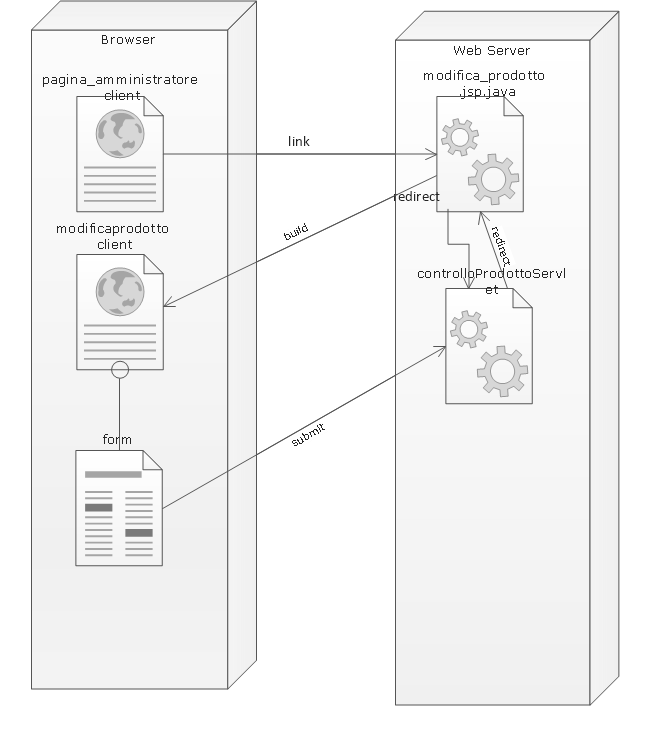 Browser
pagina_amministratore
client
link
modificaprodotto
client
build
form
submit
Web Server
modifica_prodotto
.jsp.java
redirect
redirect
controlloProdottoServl
et